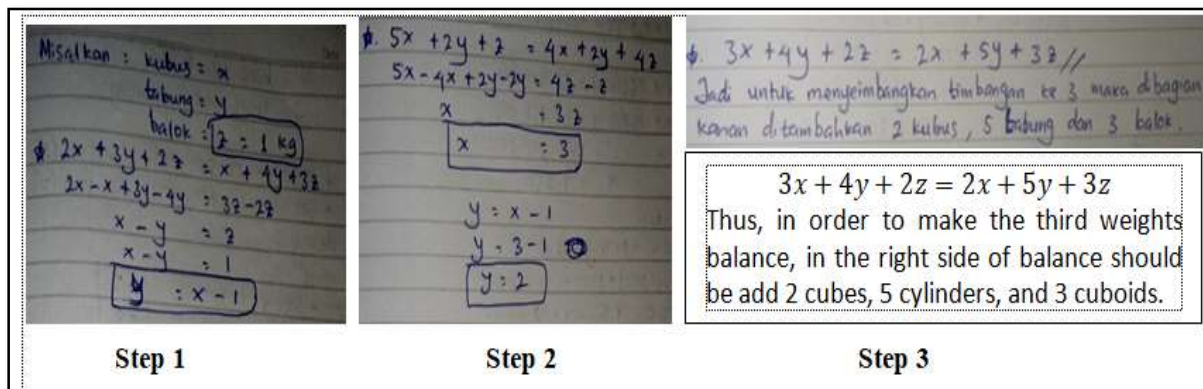 Misalkan : kubus = x
tabung = y
balok = z = 1 kg
2x + 3y + 2z = x + 4y + 3z
2x - x + 3y - 4y = 3z - 2z
x - y = z
x - y = 1
y = x - 1
Step 1
5x + 2y + z = 4x + 2y + 4z
5x - 4x + 2y - 2y = 4z - z
x = 3z
x = 3
y = x - 1
y = 3 - 1
y = 2
Step 2
3x + 4y + 2z = 2x + 5y + 3z //
Jadi untuk menyeimbangkan timbangan ke 3 maka dibagian
kanan ditambahkan 2 kubus, 5 tabung dan 3 balok.
3x + 4y + 2z = 2x + 5y + 3z
Thus, in order to make the third weights
balance, in the right side of balance should
be add 2 cubes, 5 cylinders, and 3 cuboids.
Step 3